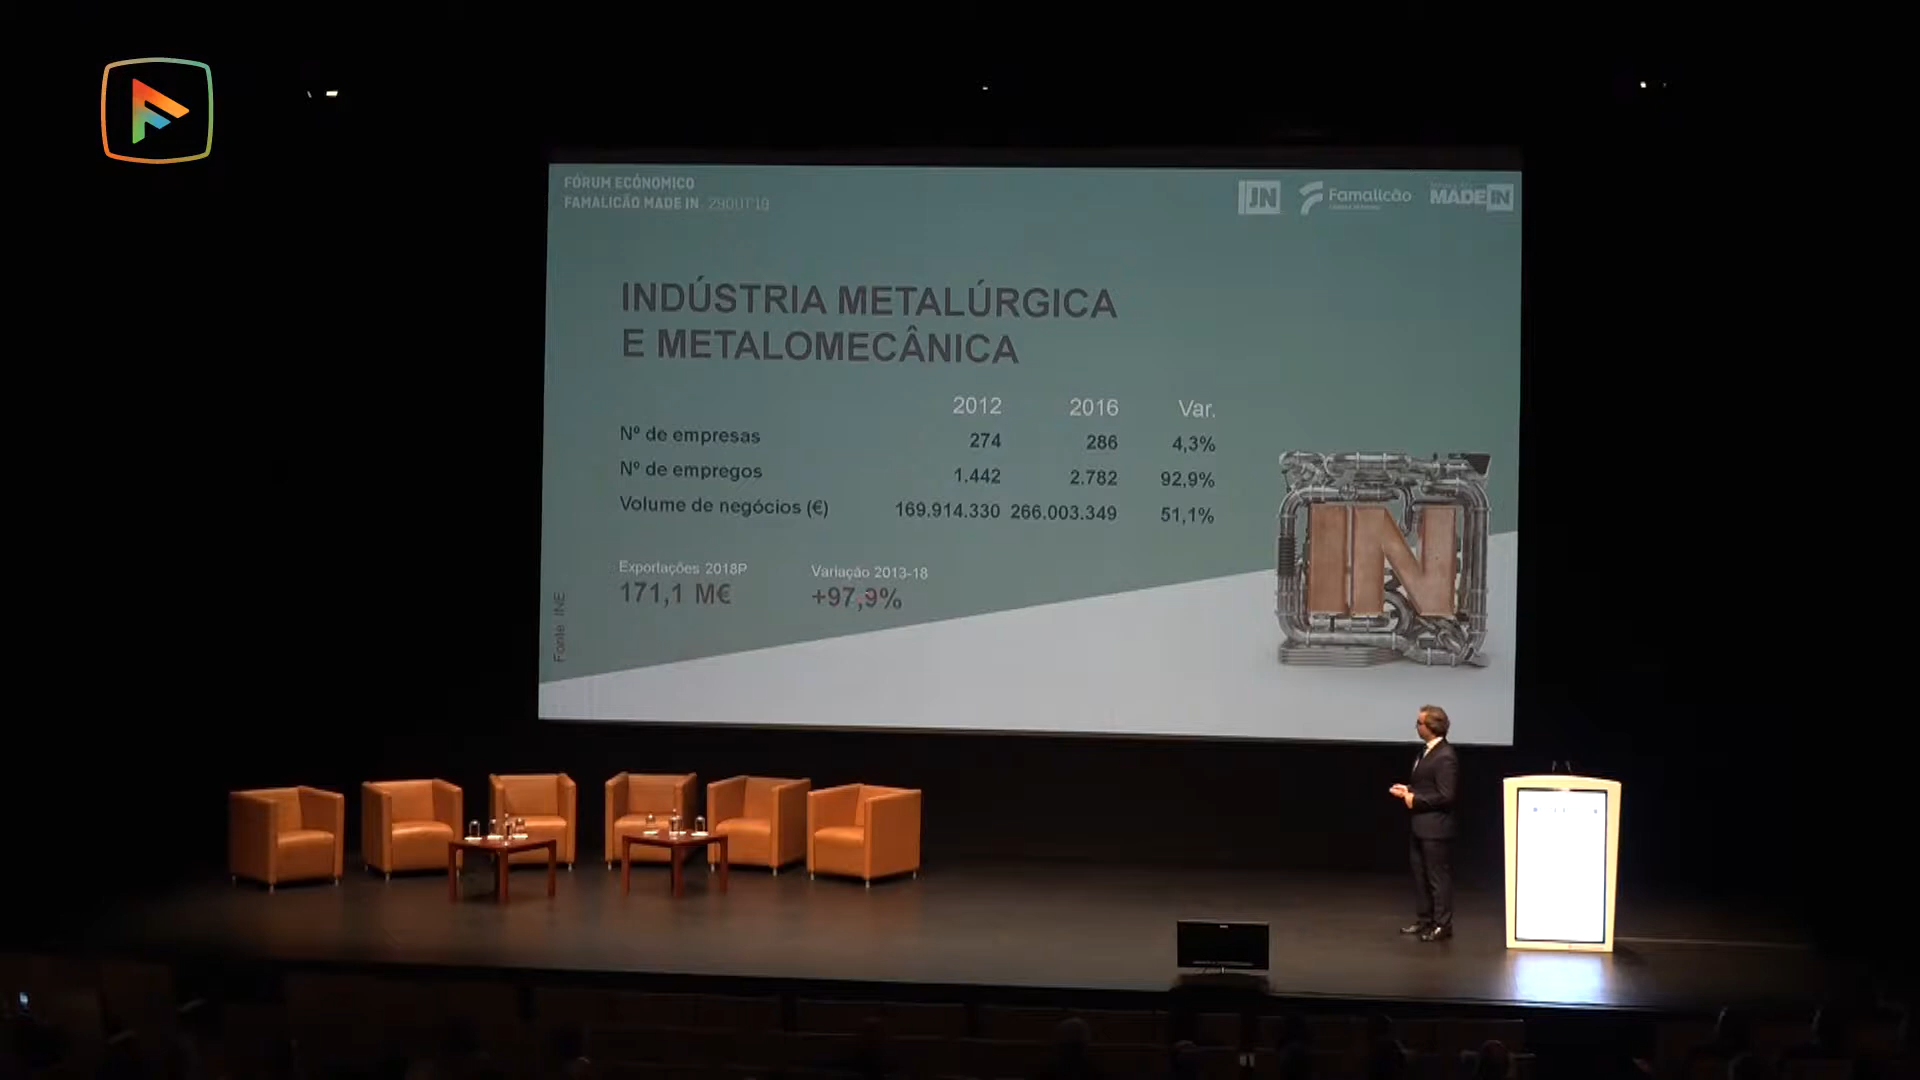 FÓRUM ECÓNOMICO
FAMALICÃO MADE IN 29OUT'19
JN
Famalicão
MADE IN
INDÚSTRIA METALÚRGICA
E METALOMECÂNICA
2012 2016 Var.
Nº de empresas 274 286 4,3%
Nº de empregos 1.442 2.782 92,9%
Volume de negócios (€) 169.914.330 266.003.349 51,1%
Exportações 2018P Variação 2013-18
171,1 M€ +97,9%
Fonte: INE
IN